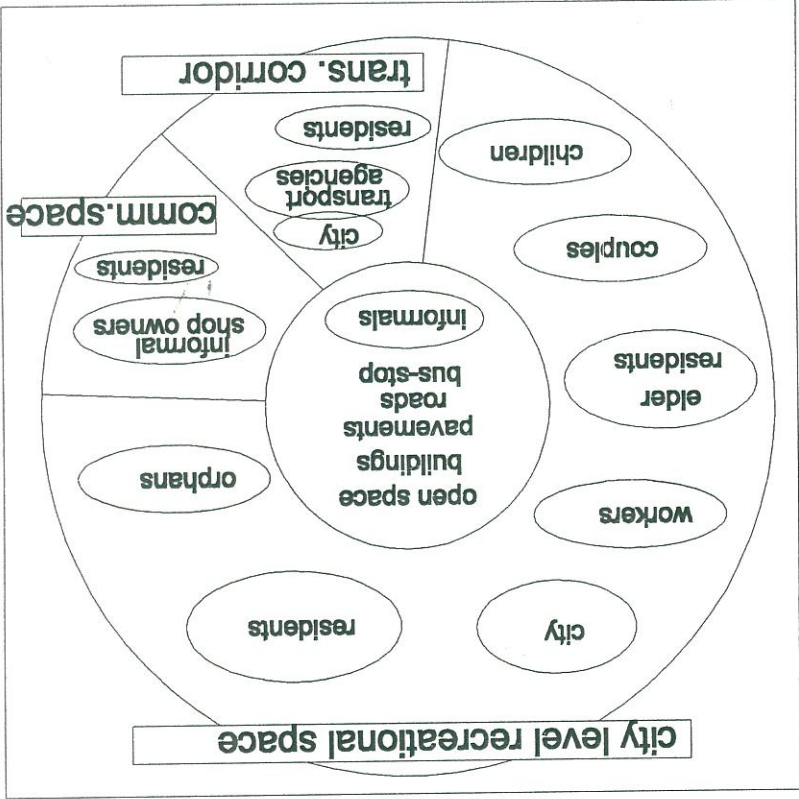 city level recreational space
city
residents
workers
orphans
open space
buildings
pavements
roads
bus-stop
informals
elder
residents
informal
shop owners
residents
comm.space
couples
children
city
transport
agencies
residents
trans. corridor